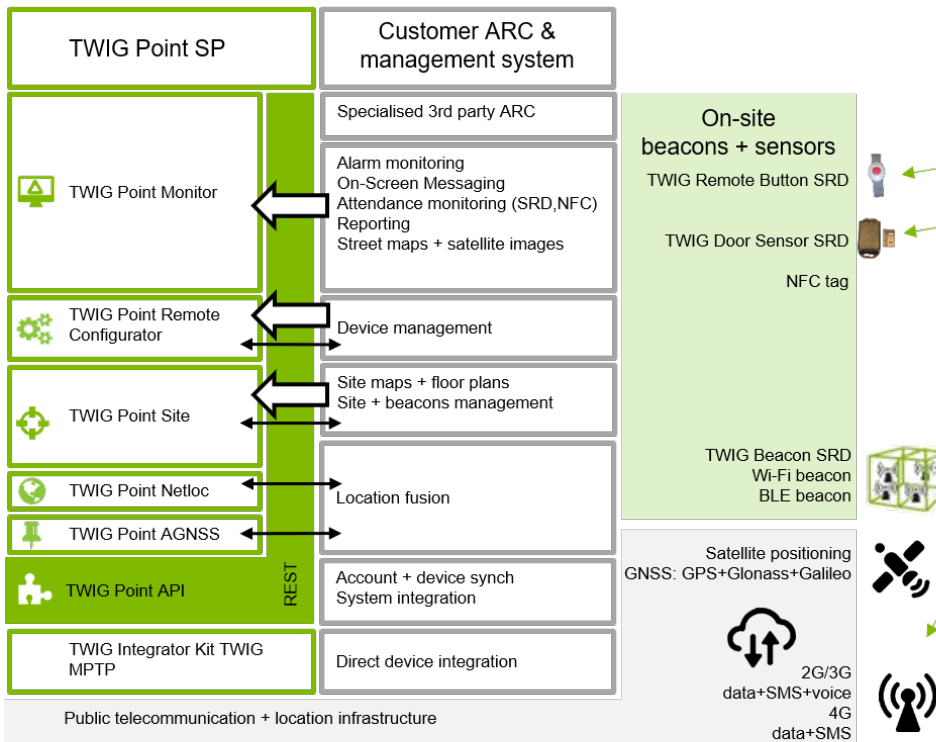 TWIG Point SP
Customer ARC &
management system
Specialised 3rd party ARC
TWIG Point Monitor
Alarm monitoring
On-Screen Messaging
Attendance monitoring (SRD,NFC)
Reporting
Street maps + satellite images
On-site
beacons + sensors
TWIG Remote Button SRD
TWIG Door Sensor SRD
NFC tag
TWIG Point Remote
Configurator
Device management
TWIG Point Site
Site maps + floor plans
Site + beacons management
TWIG Beacon SRD
Wi-Fi beacon
BLE beacon
TWIG Point Netloc
Location fusion
TWIG Point AGNSS
Satellite positioning
GNSS: GPS+Glonass+Galileo
TWIG Point API
REST
Account + device synch
System integration
TWIG Integrator Kit TWIG
MPTP
Direct device integration
2G/3G
data+SMS+voice
4G
data+SMS
Public telecommunication + location infrastructure